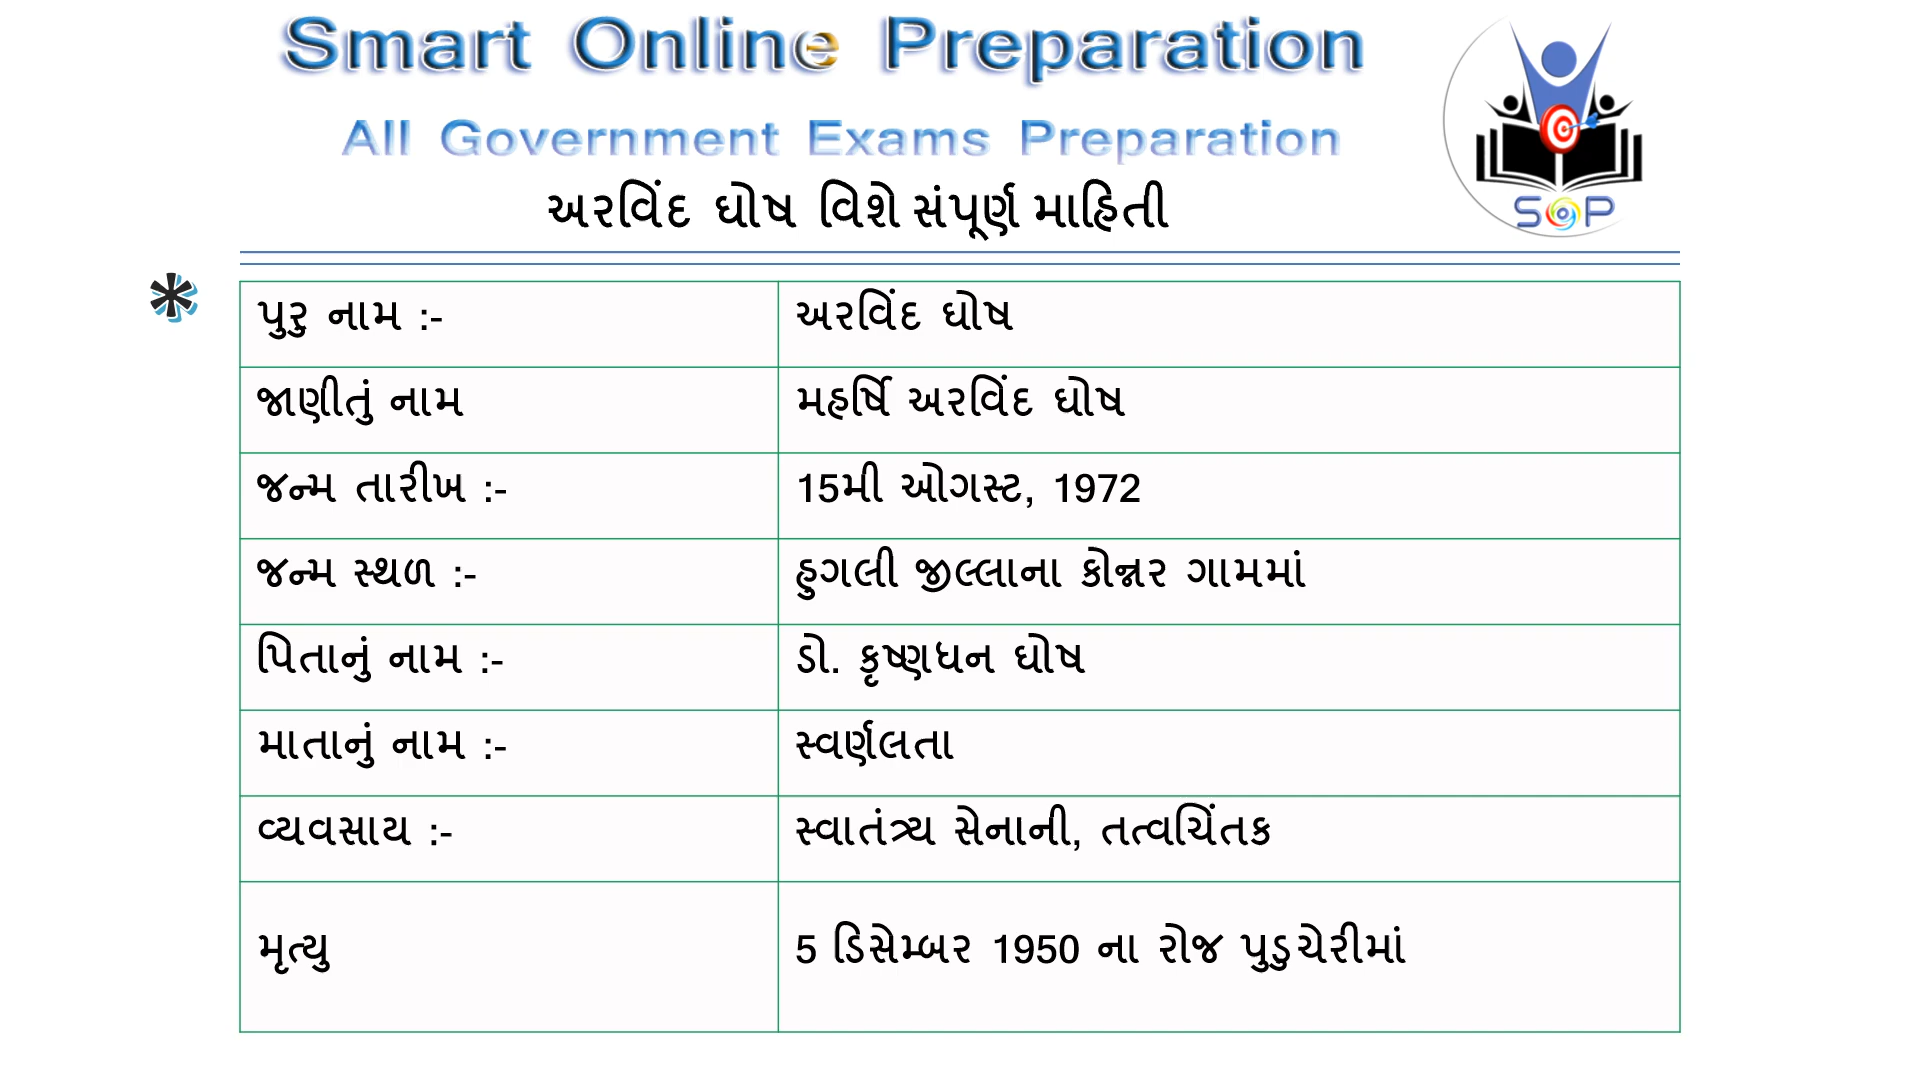 Smart Online Preparation
All Government Exams Preparation
અરવિંદ ઘોષ વિશે સંપૂર્ણ માહિતી
S@P
*
પુરુ નામ :- અરવિંદ ઘોષ
જાણીતું નામ મહર્ષિ અરવિંદ ઘોષ
જન્મ તારીખ :- 15મી ઓગસ્ટ, 1972
જન્મ સ્થળ :- હુગલી જીલ્લાના કોન્નર ગામમાં
પિતાનું નામ :- ડો. કૃષ્ણધન ઘોષ
માતાનું નામ :- સ્વર્ણલતા
વ્યવસાય :- સ્વાતંત્ર્ય સેનાની, તત્વચિંતક
મૃત્યુ 5 ડિસેમ્બર 1950 ના રોજ પુડુચેરીમાં